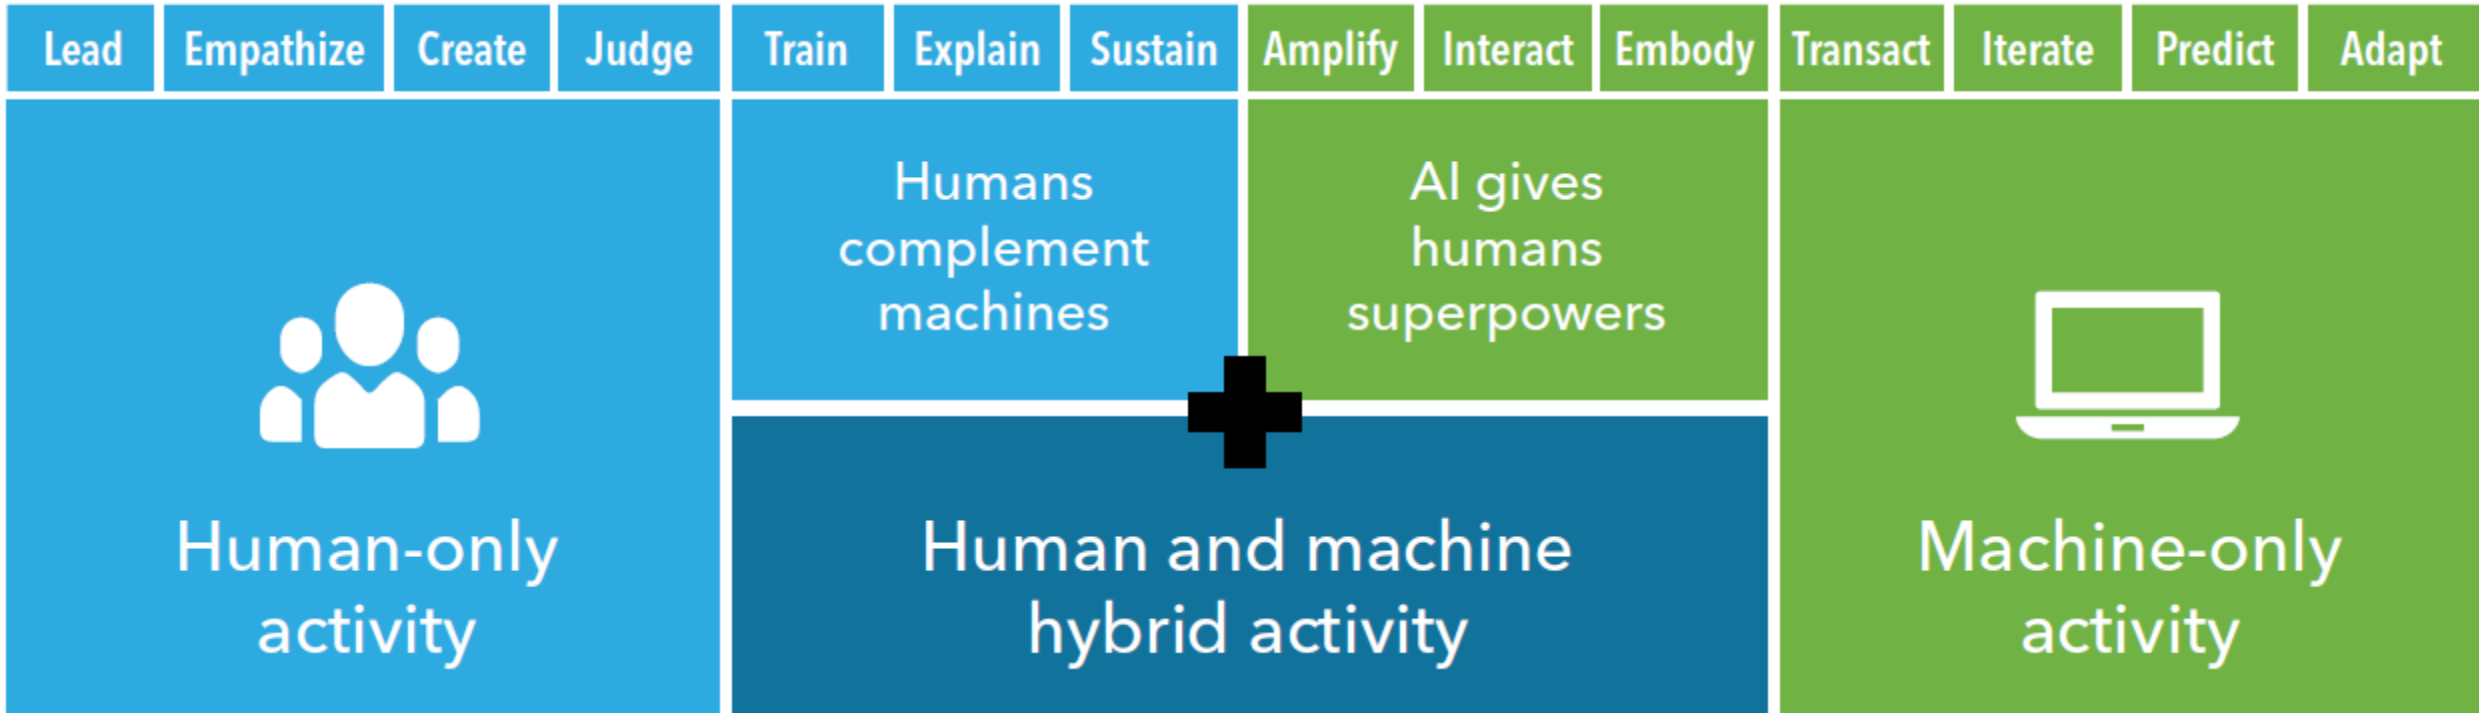 Lead Empathize Create Judge Train Explain Sustain Amplify Interact Embody Transact Iterate Predict Adapt
Humans
complement
machines
AI gives
humans
superpowers
Human-only
activity
Human and machine
hybrid activity
Machine-only
activity